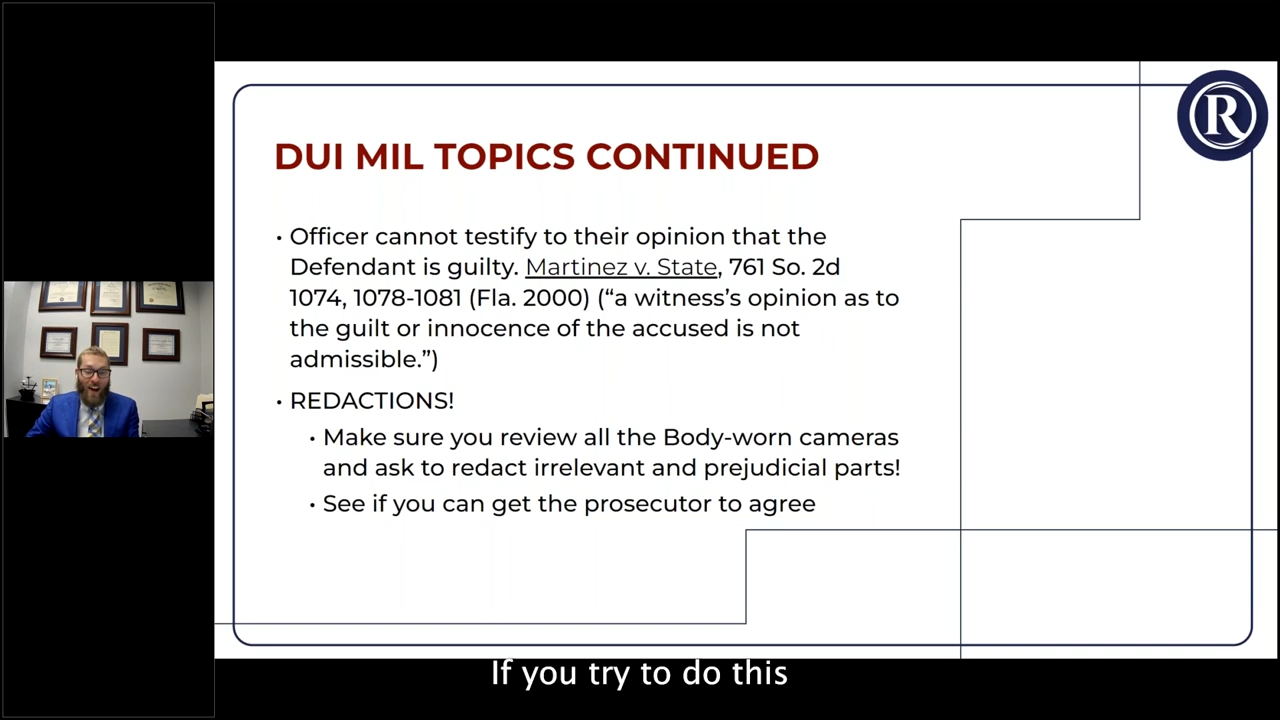 R
DUI MIL TOPICS CONTINUED
• Officer cannot testify to their opinion that the
Defendant is guilty. Martinez v. State, 761 So. 2d
1074, 1078-1081 (Fla. 2000) (“a witness’s opinion as to
the guilt or innocence of the accused is not
admissible.”)
• REDACTIONS!
• Make sure you review all the Body-worn cameras
and ask to redact irrelevant and prejudicial parts!
• See if you can get the prosecutor to agree
If you try to do this